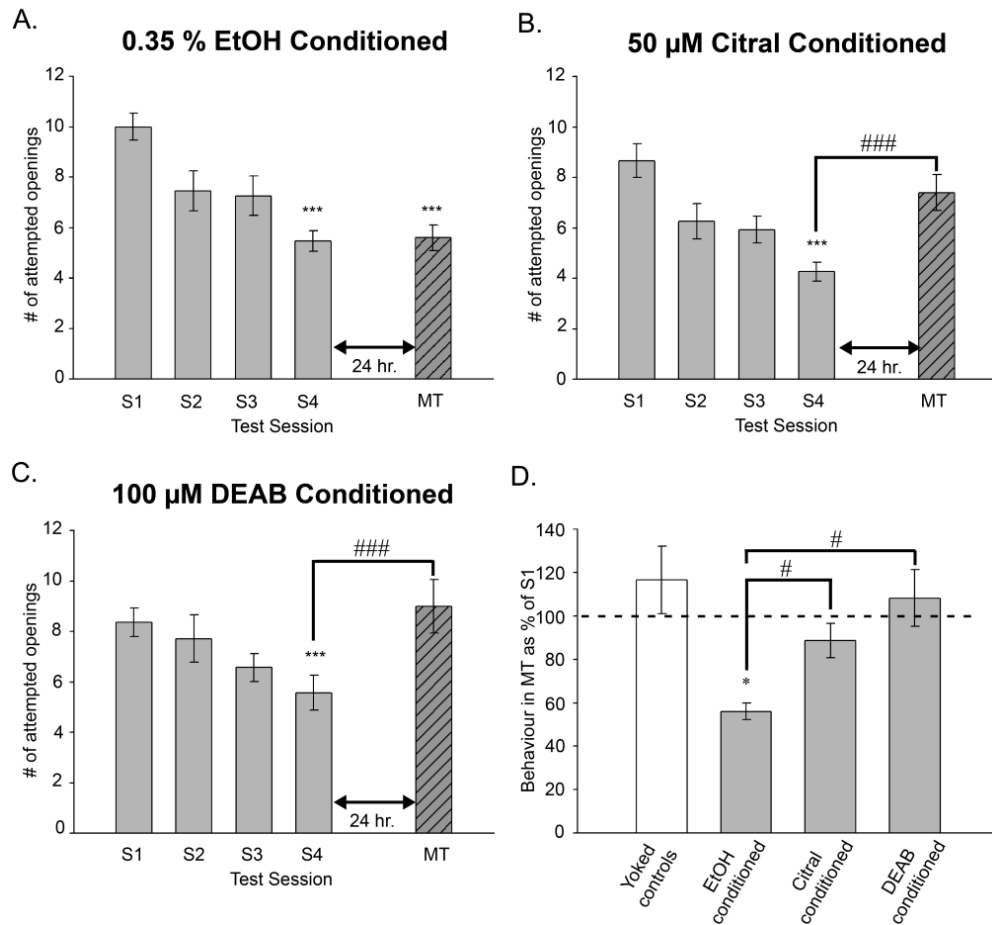 A.
0.35 % EtOH Conditioned
# of attempted openings
12
10
8
6
4
2
0
***
***
24 hr.
S1 S2 S3 S4 MT
Test Session
B.
50 µM Citral Conditioned
# of attempted openings
12
10
8
6
4
2
0
###
***
24 hr.
S1 S2 S3 S4 MT
Test Session
C.
100 µM DEAB Conditioned
# of attempted openings
12
10
8
6
4
2
0
###
***
24 hr.
S1 S2 S3 S4 MT
Test Session
D.
Behaviour in MT as % of S1
140
120
100
80
60
40
20
0
#
#
*
Yoked
controls
EtOH
conditioned
Citral
conditioned
DEAB
conditioned